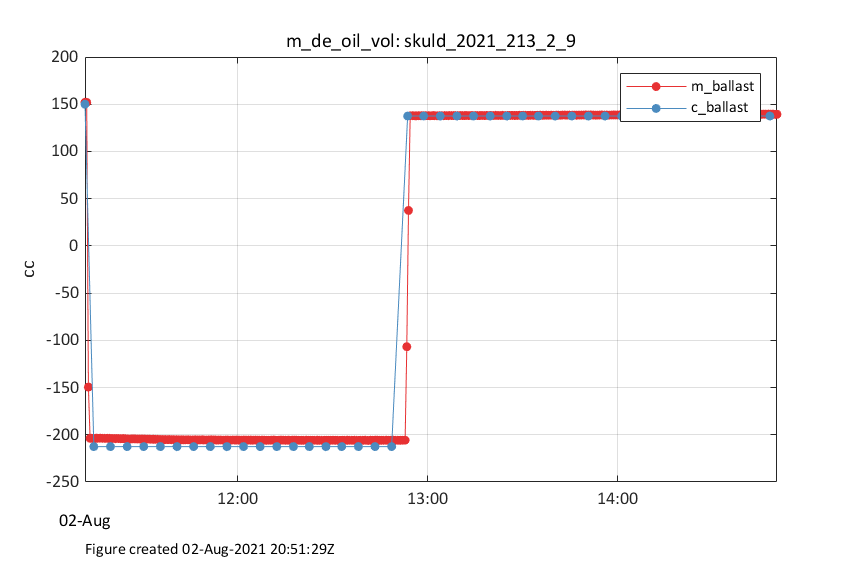 m_de_oil_vol: skuld_2021_213_2_9
200
150
100
50
0
-50
-100
-150
-200
-250
cc
m_ballast
c_ballast
12:00
13:00
14:00
02-Aug
Figure created 02-Aug-2021 20:51:29Z